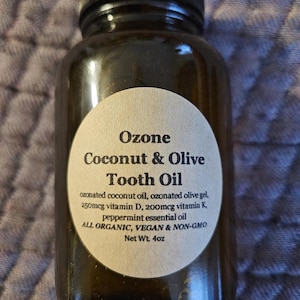 Ozone
Coconut & Olive
Tooth Oil
ozonated coconut oil, ozonated olive gel,
250mcg vitamin D, 200mcg vitamin K,
peppermint essential oil
ALL ORGANIC, VEGAN & NON-GMO
Net Wt. 4oz